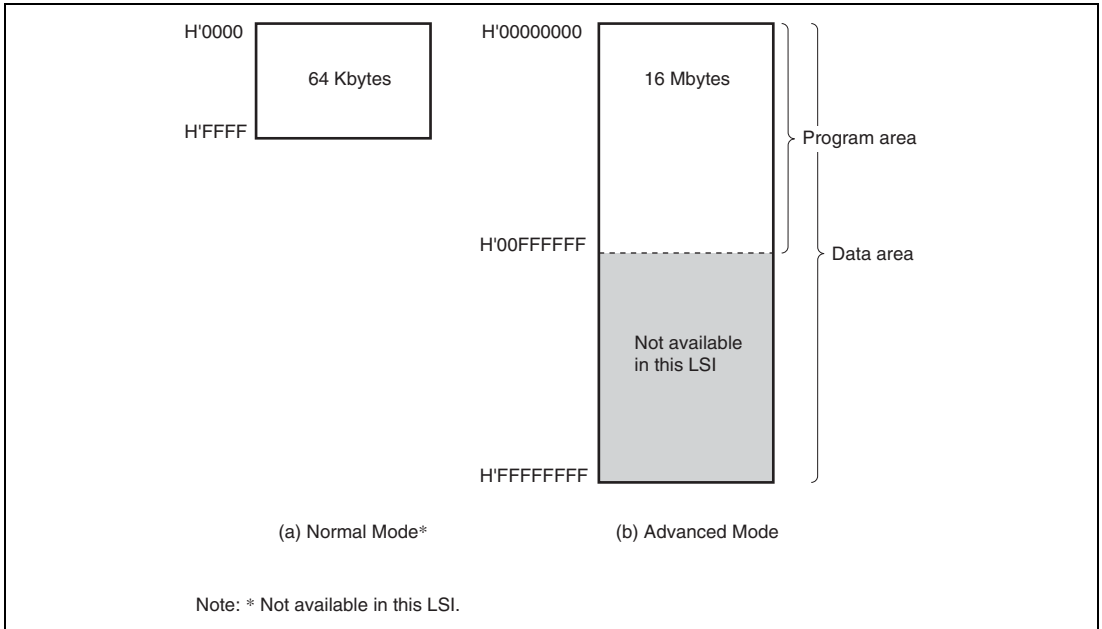 H'0000
64 Kbytes
H'FFFF
(a) Normal Mode*
H'00000000
16 Mbytes
Program area
H'00FFFFFF
Data area
Not available
in this LSI
H'FFFFFFFF
(b) Advanced Mode
Note: * Not available in this LSI.